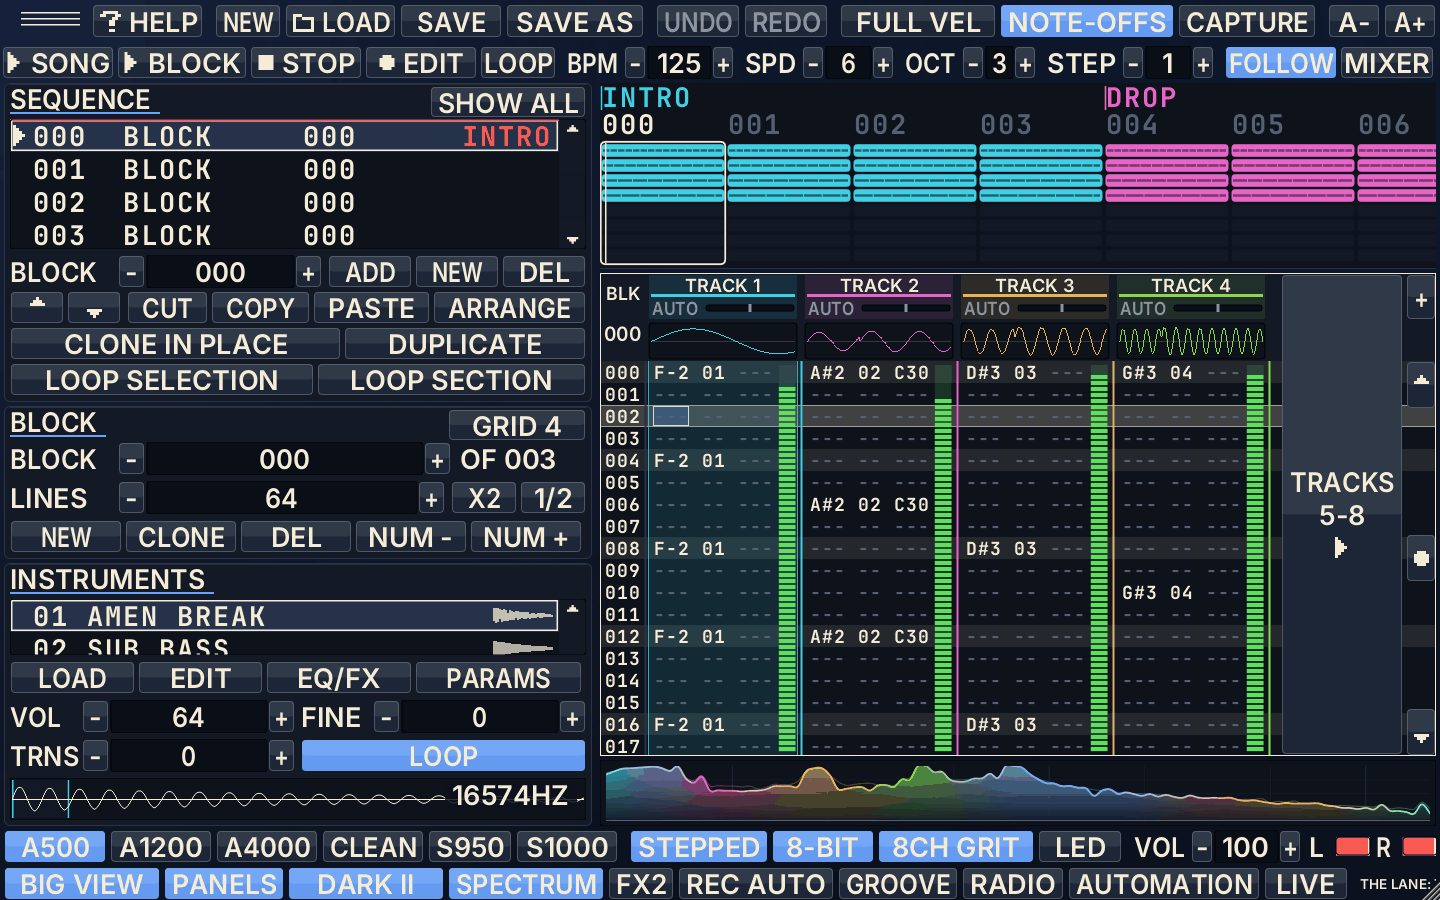 ? HELP NEW LOAD SAVE SAVE AS UNDO REDO FULL VEL NOTE-OFFS CAPTURE A- A+
SONG BLOCK STOP EDIT LOOP BPM - 125 + SPD - 6 + OCT - 3 + STEP - 1 + FOLLOW MIXER
SEQUENCE SHOW ALL
000 BLOCK 000 INTRO
001 BLOCK 000
002 BLOCK 000
003 BLOCK 000
BLOCK - 000 + ADD NEW DEL
CUT COPY PASTE ARRANGE
CLONE IN PLACE DUPLICATE
LOOP SELECTION LOOP SECTION
BLOCK GRID 4
BLOCK - 000 + OF 003
LINES - 64 + X2 1/2
NEW CLONE DEL NUM - NUM +
INSTRUMENTS
01 AMEN BREAK
02 SUB BASS
LOAD EDIT EQ/FX PARAMS
VOL - 64 + FINE - 0 +
TRNS - 0 + LOOP
16574HZ
INTRO DROP
000 001 002 003 004 005 006
BLK TRACK 1 TRACK 2 TRACK 3 TRACK 4 +
AUTO AUTO AUTO AUTO
000
000 F-2 01 --- A#2 02 C30 D#3 03 --- G#3 04 ---
001 --- -- --- --- -- --- --- -- --- --- -- ---
002 --- -- --- --- -- --- --- -- --- --- -- ---
003 --- -- --- --- -- --- --- -- --- --- -- ---
004 F-2 01 --- --- -- --- --- -- --- --- -- ---
005 --- -- --- --- -- --- --- -- --- --- -- ---
006 --- -- --- A#2 02 C30 --- -- --- --- -- ---
007 --- -- --- --- -- --- --- -- --- --- -- ---
008 F-2 01 --- --- -- --- D#3 03 --- --- -- ---
009 --- -- --- --- -- --- --- -- --- --- -- ---
010 --- -- --- --- -- --- --- -- --- G#3 04 ---
011 --- -- --- --- -- --- --- -- --- --- -- ---
012 F-2 01 --- A#2 02 C30 --- -- --- --- -- ---
013 --- -- --- --- -- --- --- -- --- --- -- ---
014 --- -- --- --- -- --- --- -- --- --- -- ---
015 --- -- --- --- -- --- --- -- --- --- -- ---
016 F-2 01 --- --- -- --- D#3 03 --- --- -- ---
017 --- -- --- --- -- --- --- -- --- --- -- ---
TRACKS
5-8
A500 A1200 A4000 CLEAN S950 S1000 STEPPED 8-BIT 8CH GRIT LED VOL - 100 + L R
BIG VIEW PANELS DARK II SPECTRUM FX2 REC AUTO GROOVE RADIO AUTOMATION LIVE THE LANE: